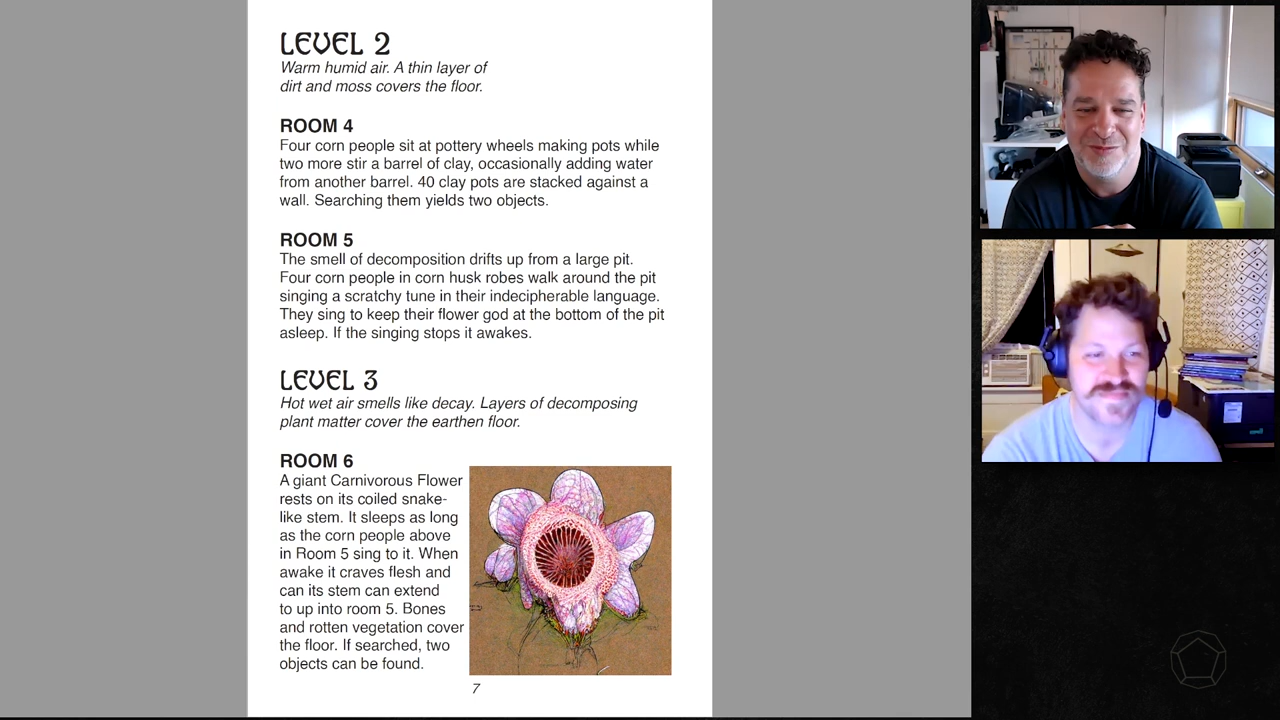 LEVEL 2
Warm humid air. A thin layer of
dirt and moss covers the floor.
ROOM 4
Four corn people sit at pottery wheels making pots while
two more stir a barrel of clay, occasionally adding water
from another barrel. 40 clay pots are stacked against a
wall. Searching them yields two objects.
ROOM 5
The smell of decomposition drifts up from a large pit.
Four corn people in corn husk robes walk around the pit
singing a scratchy tune in their indecipherable language.
They sing to keep their flower god at the bottom of the pit
asleep. If the singing stops it awakes.
LEVEL 3
Hot wet air smells like decay. Layers of decomposing
plant matter cover the earthen floor.
ROOM 6
A giant Carnivorous Flower
rests on its coiled snake-
like stem. It sleeps as long
as the corn people above
in Room 5 sing to it. When
awake it craves flesh and
can its stem can extend
to up into room 5. Bones
and rotten vegetation cover
the floor. If searched, two
objects can be found.
7